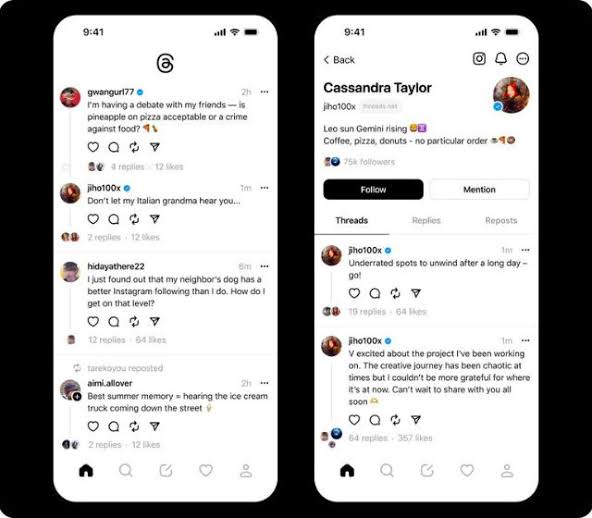 9:41
gwangurl77 2h
I'm having a debate with my friends — is
pineapple on pizza acceptable or a crime
against food? 🍕🍍
4 replies · 12 likes
jiho100x 1m
Don't let my Italian grandma hear you...
2 replies · 12 likes
hidayathere22 6m
I just found out that my neighbor's dog has a
better Instagram following than I do. How do I
get on that level?
12 replies · 64 likes
tarekoyou reposted
aimi.allover 2h
Best summer memory = hearing the ice cream
truck coming down the street 🍦
2 replies · 12 likes
9:41
Back
Cassandra Taylor
jiho100x threads.net
Leo sun Gemini rising 🦁♊
Coffee, pizza, donuts - no particular order ☕🍕🍩
75k followers
Follow Mention
Threads Replies Reposts
jiho100x 1m
Underrated spots to unwind after a long day –
go!
19 replies · 64 likes
jiho100x 1m
V excited about the project I've been working
on. The creative journey has been chaotic at
times but I couldn't be more grateful for where
it's at now. Can't wait to share with you all
soon 🫶
64 replies · 357 likes